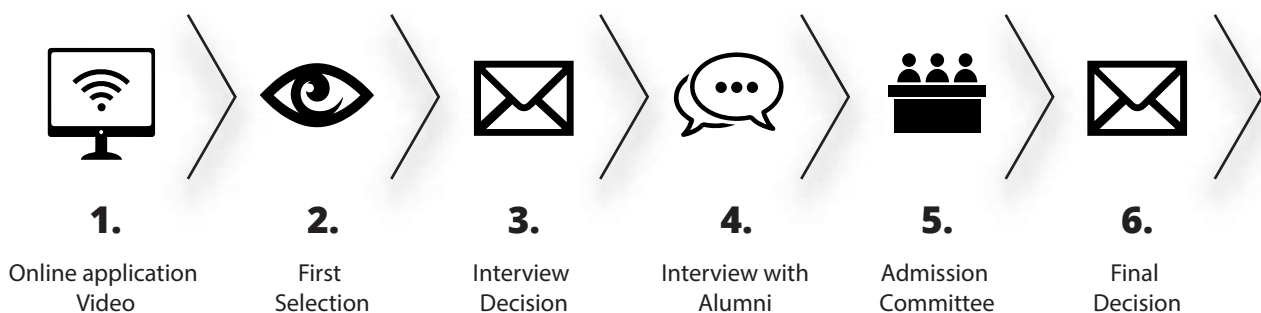 1.
Online application
Video
2.
First
Selection
3.
Interview
Decision
4.
Interview with
Alumni
5.
Admission
Committee
6.
Final
Decision